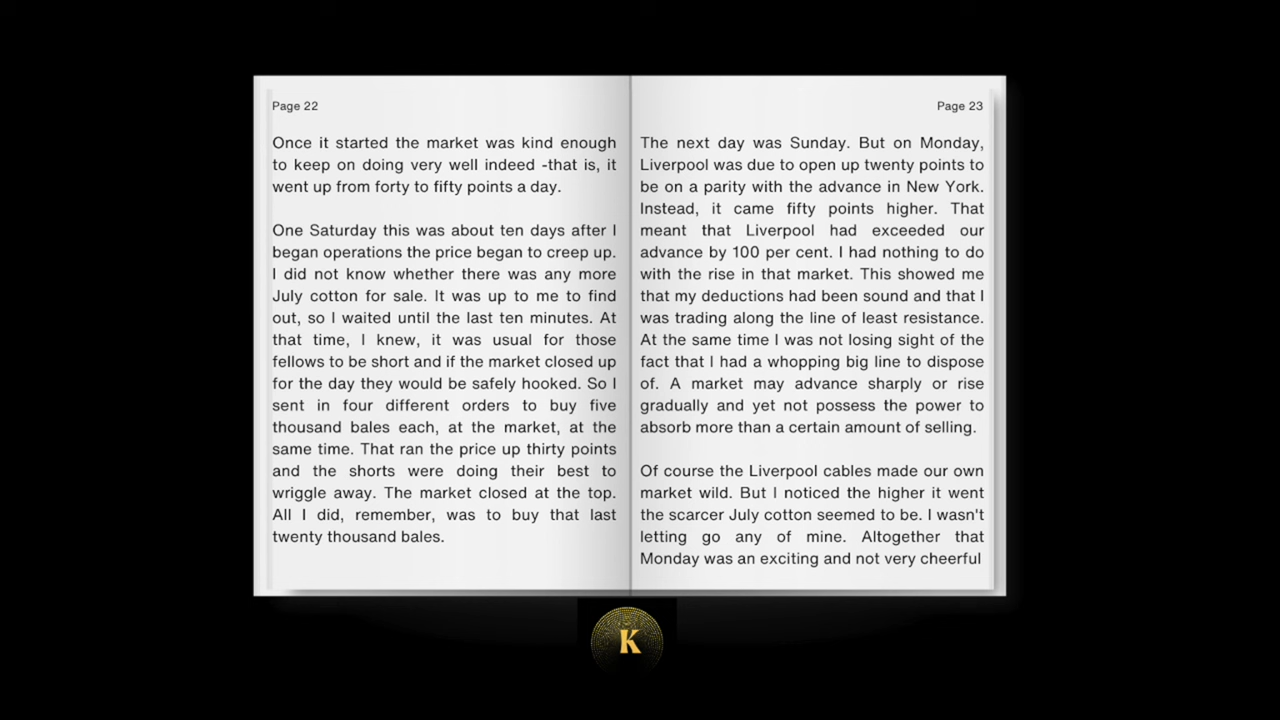 Page 22
Once it started the market was kind enough
to keep on doing very well indeed -that is, it
went up from forty to fifty points a day.
One Saturday this was about ten days after I
began operations the price began to creep up.
I did not know whether there was any more
July cotton for sale. It was up to me to find
out, so I waited until the last ten minutes. At
that time, I knew, it was usual for those
fellows to be short and if the market closed up
for the day they would be safely hooked. So I
sent in four different orders to buy five
thousand bales each, at the market, at the
same time. That ran the price up thirty points
and the shorts were doing their best to
wriggle away. The market closed at the top.
All I did, remember, was to buy that last
twenty thousand bales.
Page 23
The next day was Sunday. But on Monday,
Liverpool was due to open up twenty points to
be on a parity with the advance in New York.
Instead, it came fifty points higher. That
meant that Liverpool had exceeded our
advance by 100 per cent. I had nothing to do
with the rise in that market. This showed me
that my deductions had been sound and that I
was trading along the line of least resistance.
At the same time I was not losing sight of the
fact that I had a whopping big line to dispose
of. A market may advance sharply or rise
gradually and yet not possess the power to
absorb more than a certain amount of selling.
Of course the Liverpool cables made our own
market wild. But I noticed the higher it went
the scarcer July cotton seemed to be. I wasn't
letting go any of mine. Altogether that
Monday was an exciting and not very cheerful
K